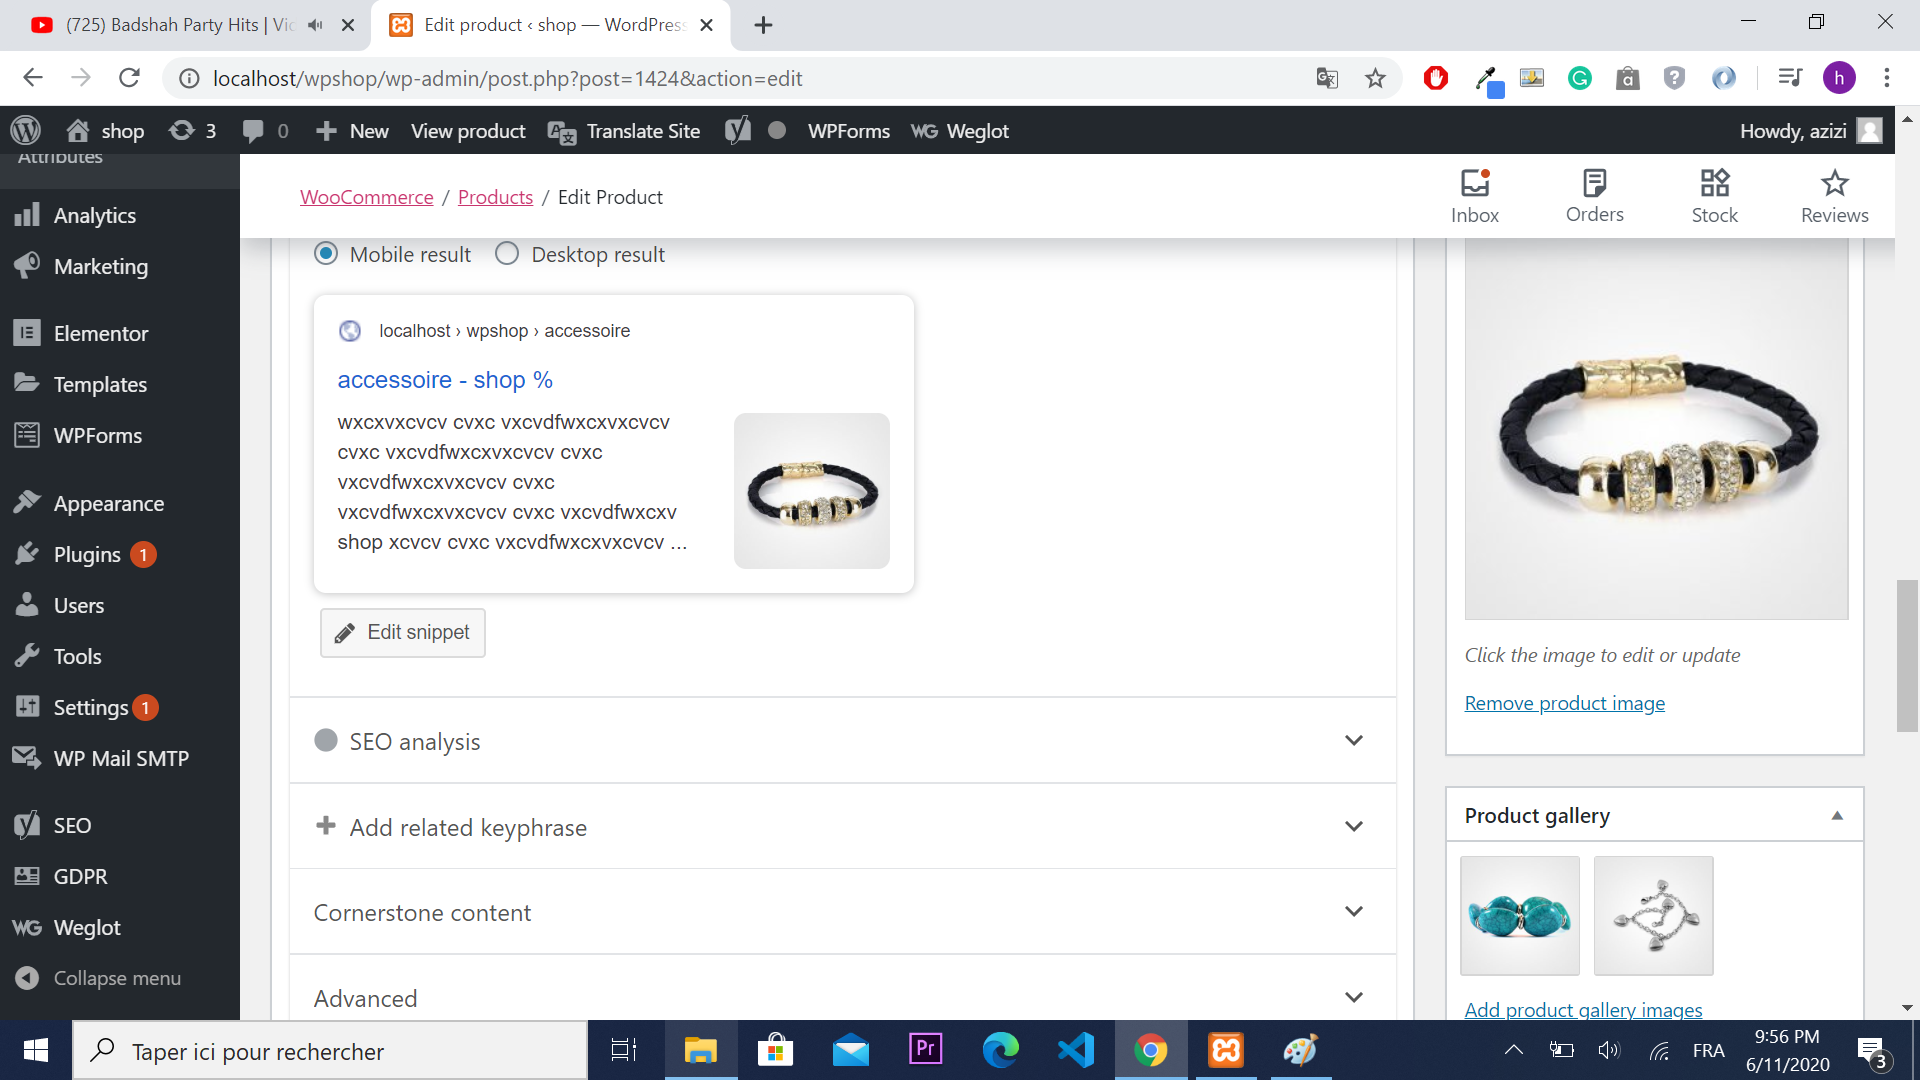 (725) Badshah Party Hits | Vic
Edit product ‹ shop — WordPress
localhost/wpshop/wp-admin/post.php?post=1424&action=edit
h
shop
3
0
New
View product
Translate Site
WPForms
WG Weglot
Howdy, azizi
Attributes
Analytics
Marketing
Elementor
Templates
WPForms
Appearance
Plugins 1
Users
Tools
Settings 1
WP Mail SMTP
SEO
GDPR
WG Weglot
Collapse menu
WooCommerce / Products / Edit Product
Inbox
Orders
Stock
Reviews
Mobile result
Desktop result
localhost › wpshop › accessoire
accessoire - shop %
wxcxvxcvcv cvxc vxcvdfwxcxvxcvcv
cvxc vxcvdfwxcxvxcvcv cvxc
vxcvdfwxcxvxcvcv cvxc
vxcvdfwxcxvxcvcv cvxc vxcvdfwxcxv
shop xcvcv cvxc vxcvdfwxcxvxcvcv ...
Edit snippet
SEO analysis
Add related keyphrase
Cornerstone content
Advanced
Click the image to edit or update
Remove product image
Product gallery
Add product gallery images
Taper ici pour rechercher
Pr
FRA
9:56 PM
6/11/2020
3